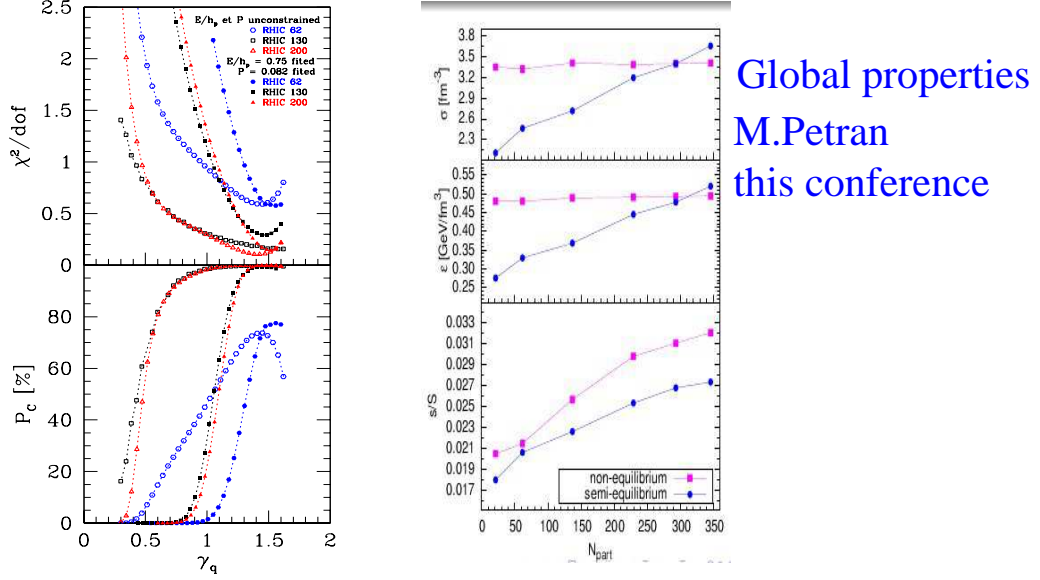 2.5
2
1.5
1
0.5
0
χ²/dof
E/hₚ et P unconstrained
RHIC 62
RHIC 130
RHIC 200
E/hₚ = 0.75 fited
P = 0.082 fited
RHIC 62
RHIC 130
RHIC 200
80
60
40
20
0
P_C [%]
0 0.5 1 1.5 2
γ_q
3.8
3.5
3.2
2.9
2.6
2.3
σ [fm⁻³]
0.55
0.50
0.45
0.40
0.35
0.30
0.25
ε [GeV/fm³]
0.033
0.031
0.029
0.027
0.025
0.023
0.021
0.019
0.017
s/S
non-equilibrium
semi-equilibrium
0 50 100 150 200 250 300 350
N_part
Global properties
M.Petran
this conference